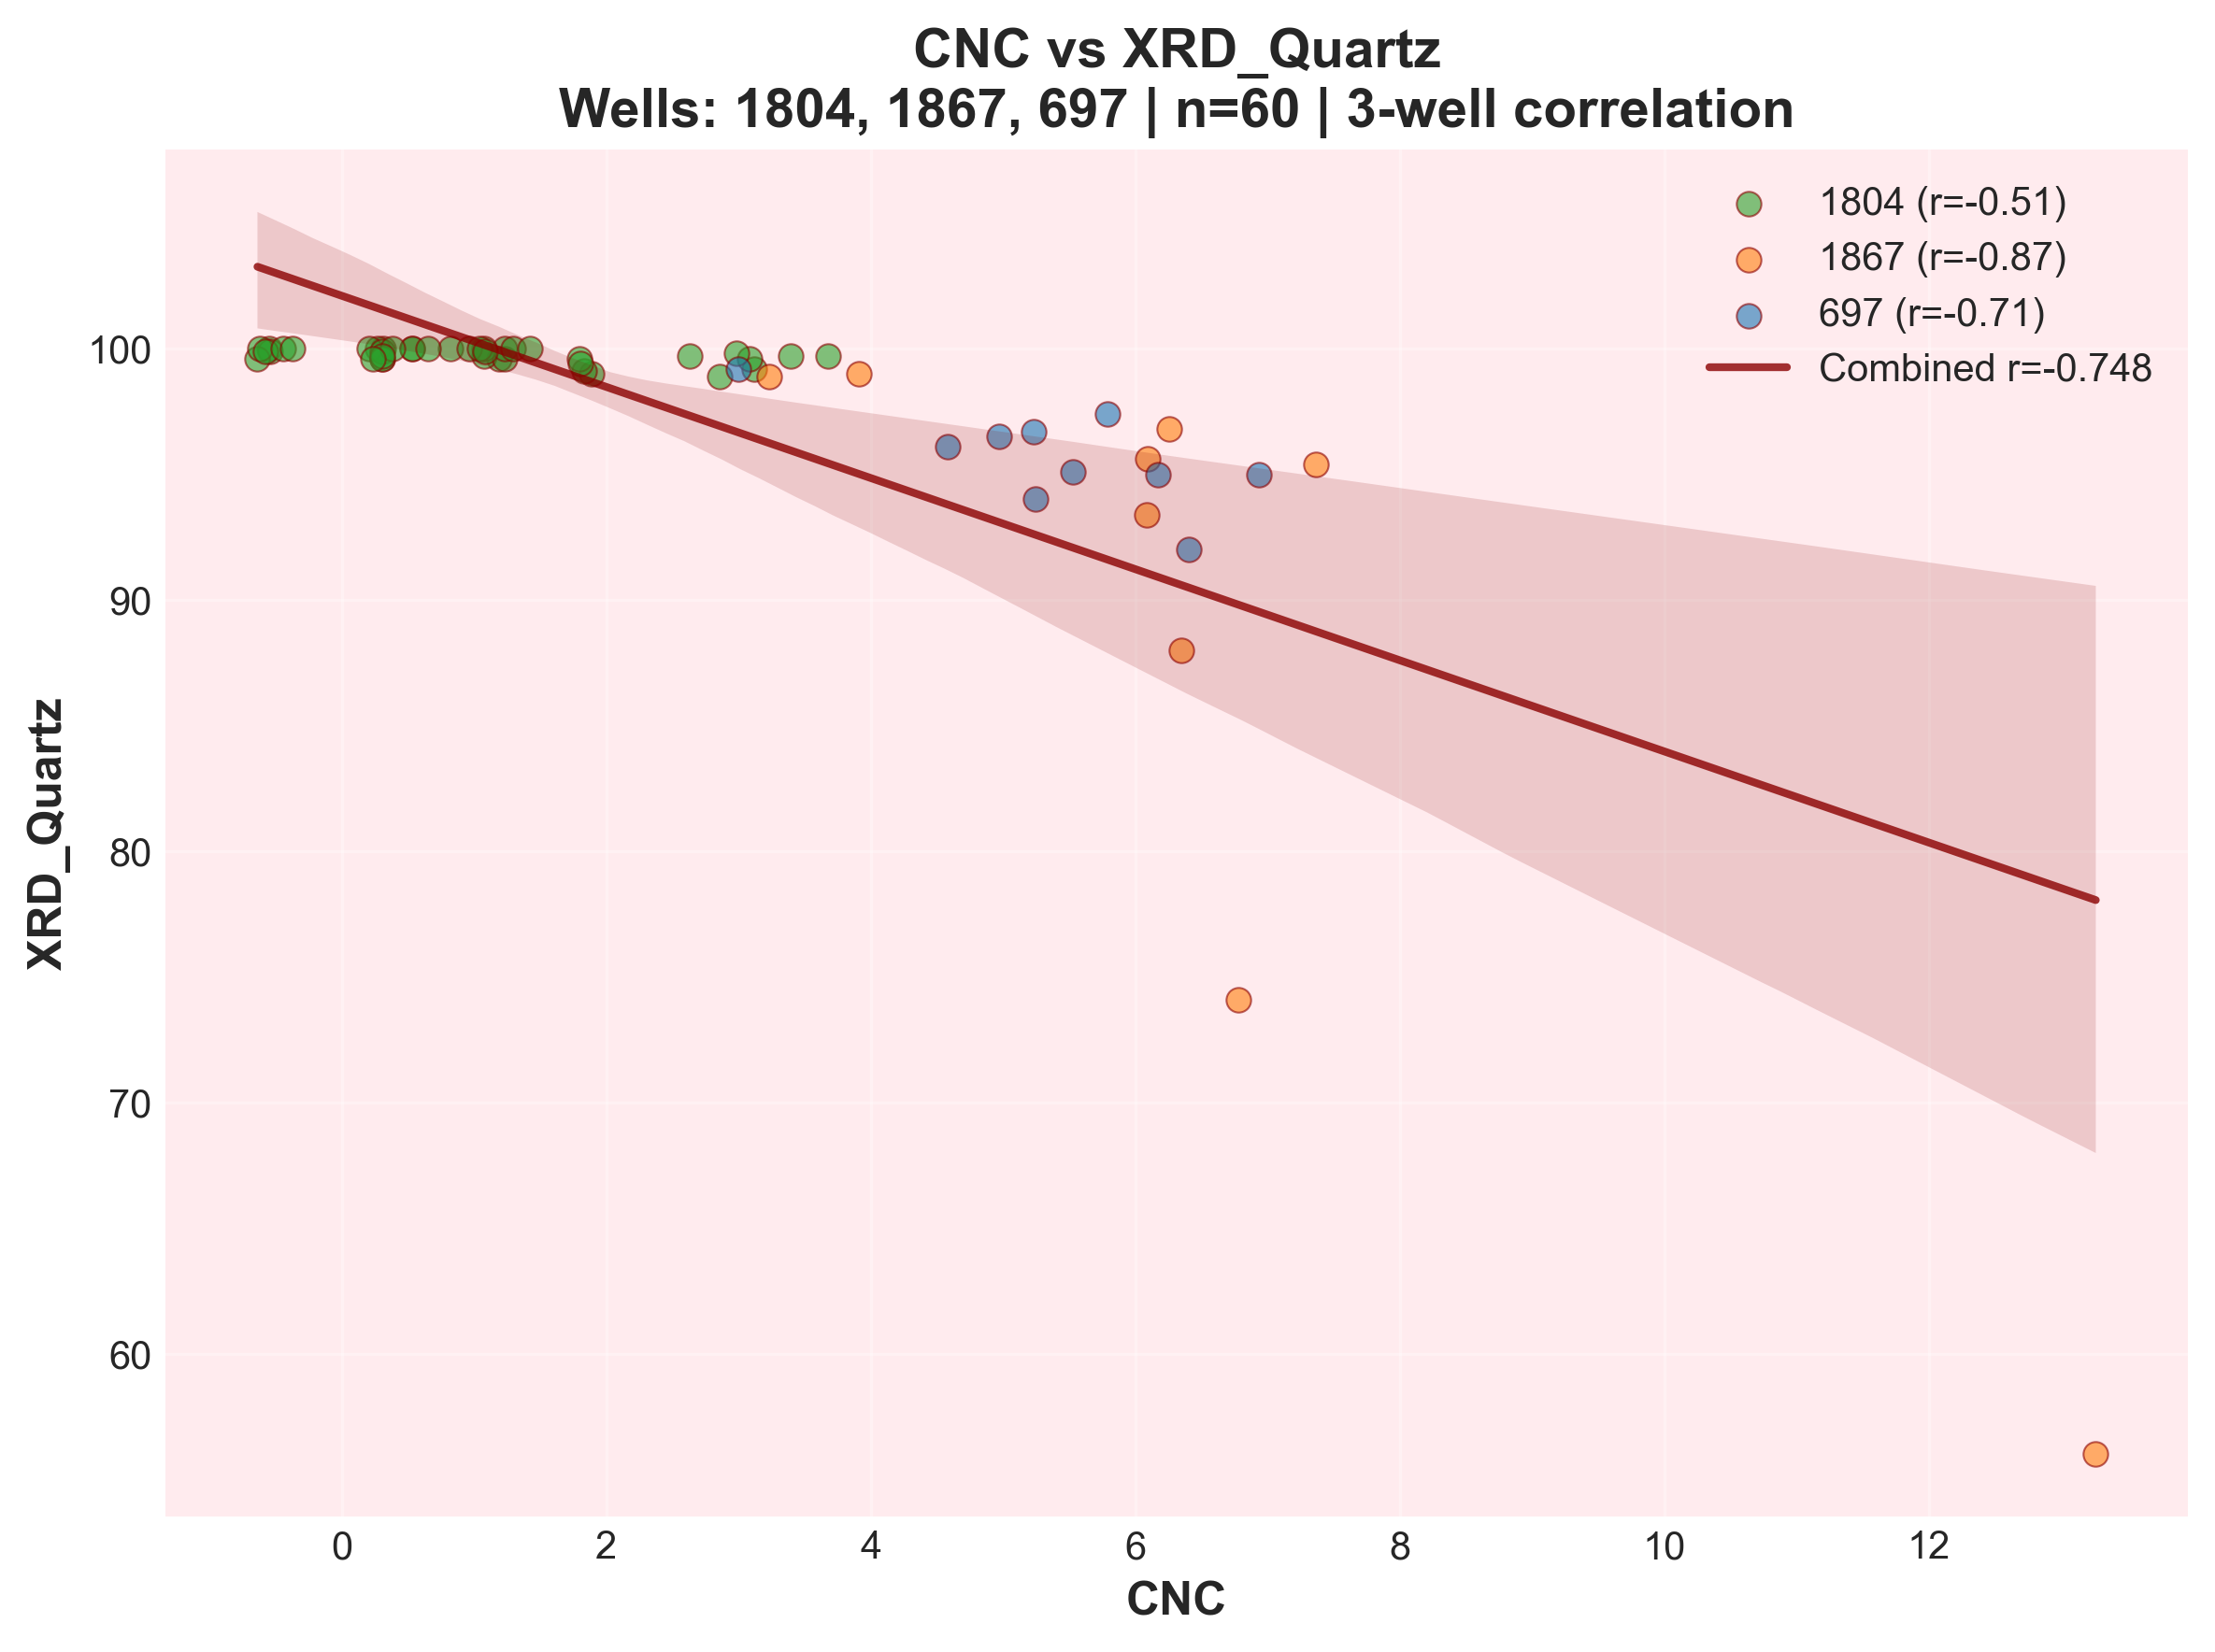 CNC vs XRD_Quartz
Wells: 1804, 1867, 697 | n=60 | 3-well correlation
1804 (r=-0.51)
1867 (r=-0.87)
697 (r=-0.71)
Combined r=-0.748
XRD_Quartz
100
90
80
70
60
0 2 4 6 8 10 12
CNC